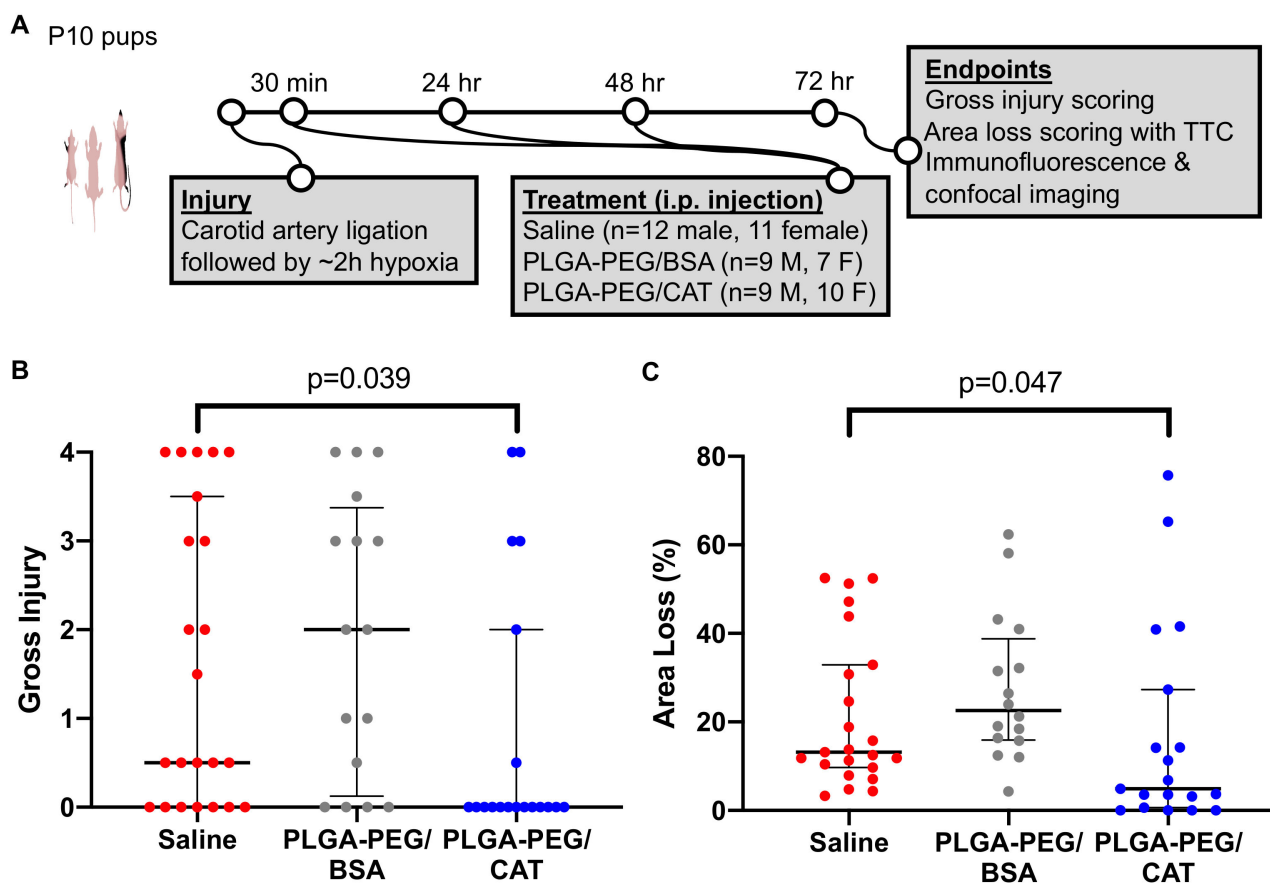 A
P10 pups
30 min
24 hr
48 hr
72 hr
Injury
Carotid artery ligation
followed by ~2h hypoxia
Treatment (i.p. injection)
Saline (n=12 male, 11 female)
PLGA-PEG/BSA (n=9 M, 7 F)
PLGA-PEG/CAT (n=9 M, 10 F)
Endpoints
Gross injury scoring
Area loss scoring with TTC
Immunofluorescence &
confocal imaging
B
p=0.039
Gross Injury
4
3
2
1
0
Saline
PLGA-PEG/
BSA
PLGA-PEG/
CAT
C
p=0.047
Area Loss (%)
80
60
40
20
0
Saline
PLGA-PEG/
BSA
PLGA-PEG/
CAT